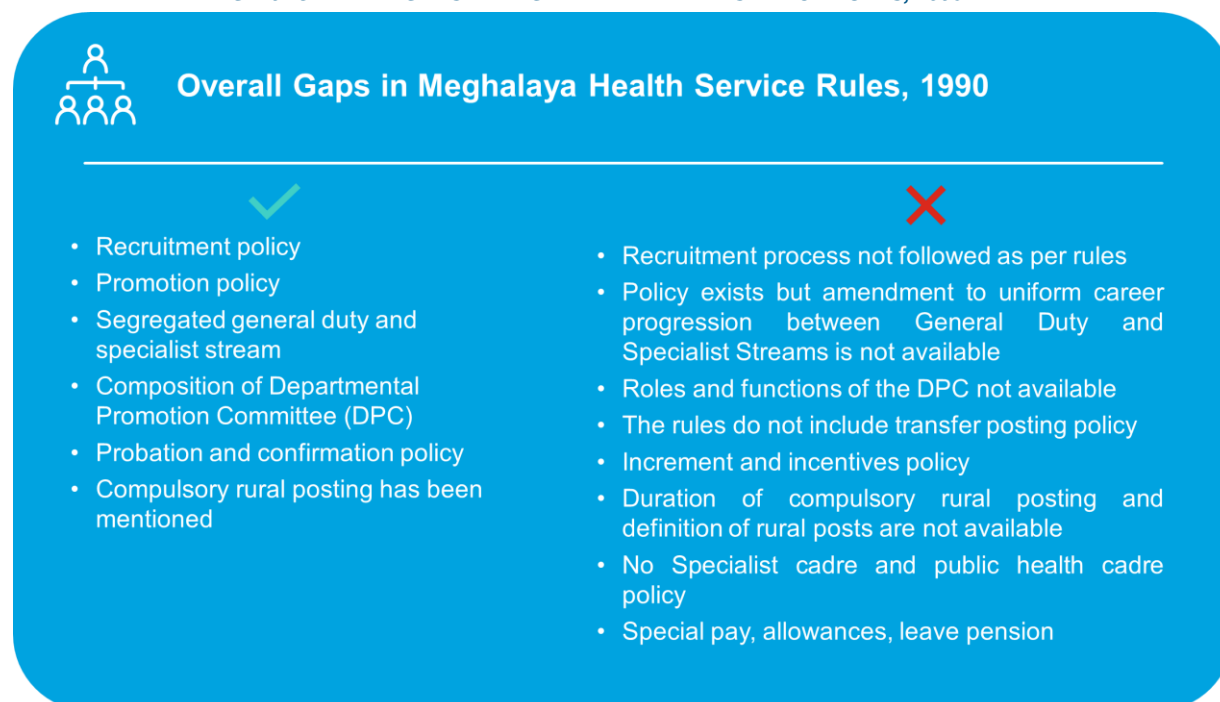 Overall Gaps in Meghalaya Health Service Rules, 1990
• Recruitment policy
• Promotion policy
• Segregated general duty and
specialist stream
• Composition of Departmental
Promotion Committee (DPC)
• Probation and confirmation policy
• Compulsory rural posting has been
mentioned
• Recruitment process not followed as per rules
• Policy exists but amendment to uniform career
progression between General Duty and
Specialist Streams is not available
• Roles and functions of the DPC not available
• The rules do not include transfer posting policy
• Increment and incentives policy
• Duration of compulsory rural posting and
definition of rural posts are not available
• No Specialist cadre and public health cadre
policy
• Special pay, allowances, leave pension